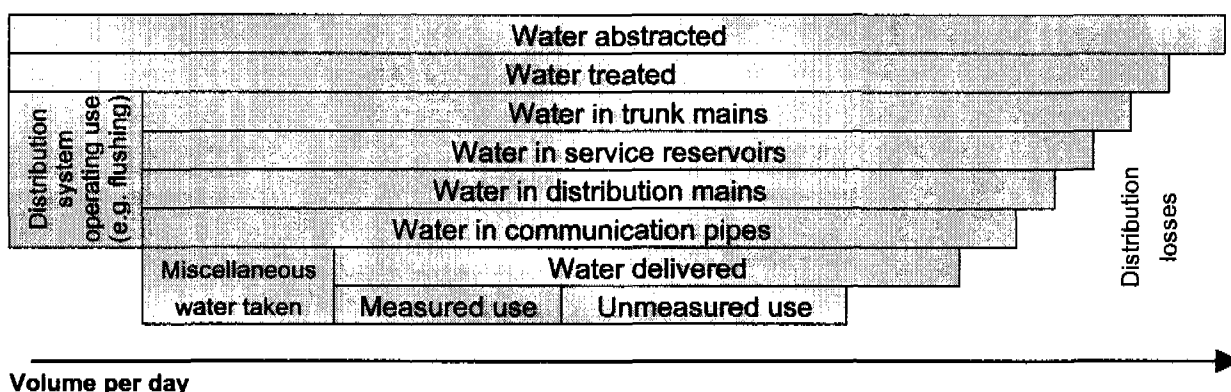 Water abstracted
Water treated
Distribution
system
operating use
(e.g. flushing)
Water in trunk mains
Water in service reservoirs
Water in distribution mains
Water in communication pipes
Distribution
losses
Miscellaneous
water taken
Water delivered
Measured use
Unmeasured use
Volume per day